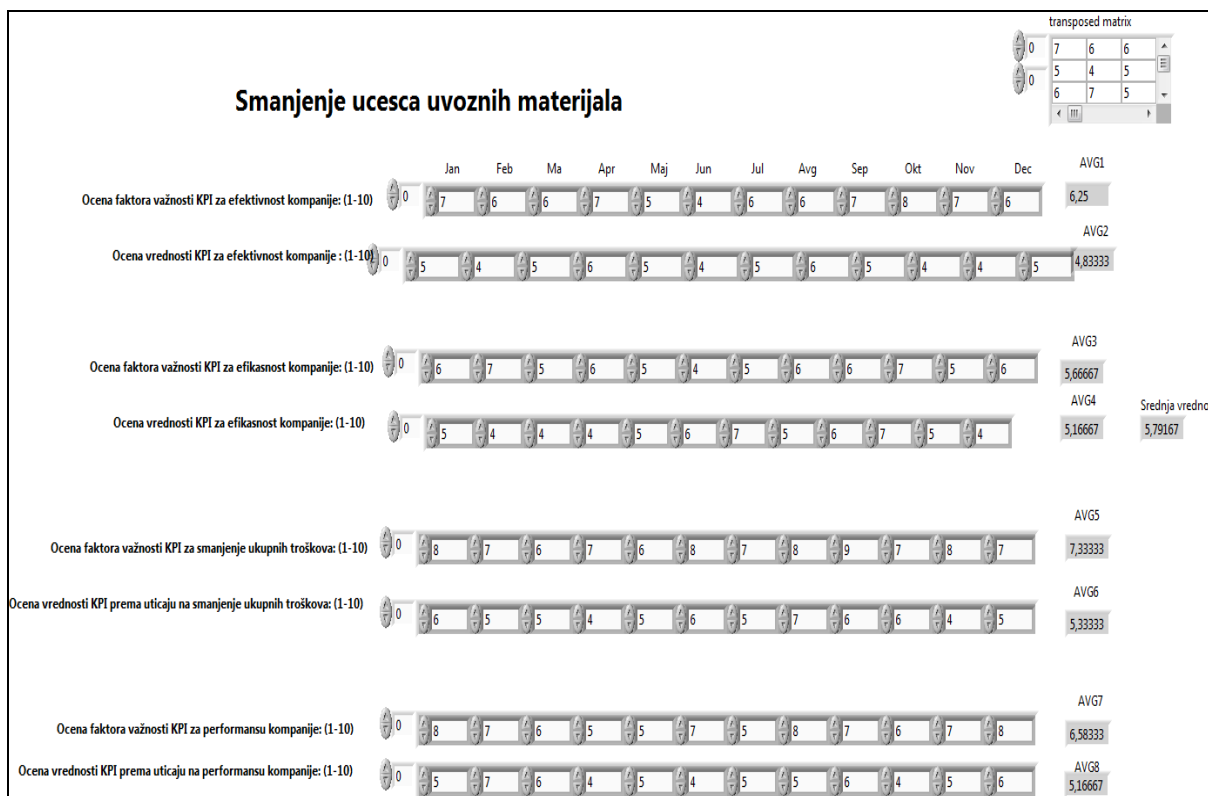 transposed matrix
0 7 6 6
0 5 4 5
6 7 5
Smanjenje ucesca uvoznih materijala
Jan Feb Ma Apr Maj Jun Jul Avg Sep Okt Nov Dec AVG1
Ocena faktora važnosti KPI za efektivnost kompanije: (1-10) 0 7 6 6 7 5 4 6 6 7 8 7 6 6,25
AVG2
Ocena vrednosti KPI za efektivnost kompanije : (1-10) 0 5 4 5 6 5 4 5 6 5 4 4 5 4,83333
AVG3
Ocena faktora važnosti KPI za efikasnost kompanije: (1-10) 0 6 7 5 6 5 4 5 6 6 7 5 6 5,66667
AVG4 Srednja vredno
Ocena vrednosti KPI za efikasnost kompanije: (1-10) 0 5 4 4 4 5 6 7 5 6 7 5 4 5,16667 5,79167
AVG5
Ocena faktora važnosti KPI za smanjenje ukupnih troškova: (1-10) 0 8 7 6 7 6 8 7 8 9 7 8 7 7,33333
AVG6
Ocena vrednosti KPI prema uticaju na smanjenje ukupnih troškova: (1-10) 0 6 5 5 4 5 6 5 7 6 6 4 5 5,33333
AVG7
Ocena faktora važnosti KPI za performansu kompanije: (1-10) 0 8 7 6 5 5 7 5 8 7 6 7 8 6,58333
AVG8
Ocena vrednosti KPI prema uticaju na performansu kompanije: (1-10) 0 5 7 6 4 5 4 5 5 6 4 5 6 5,16667